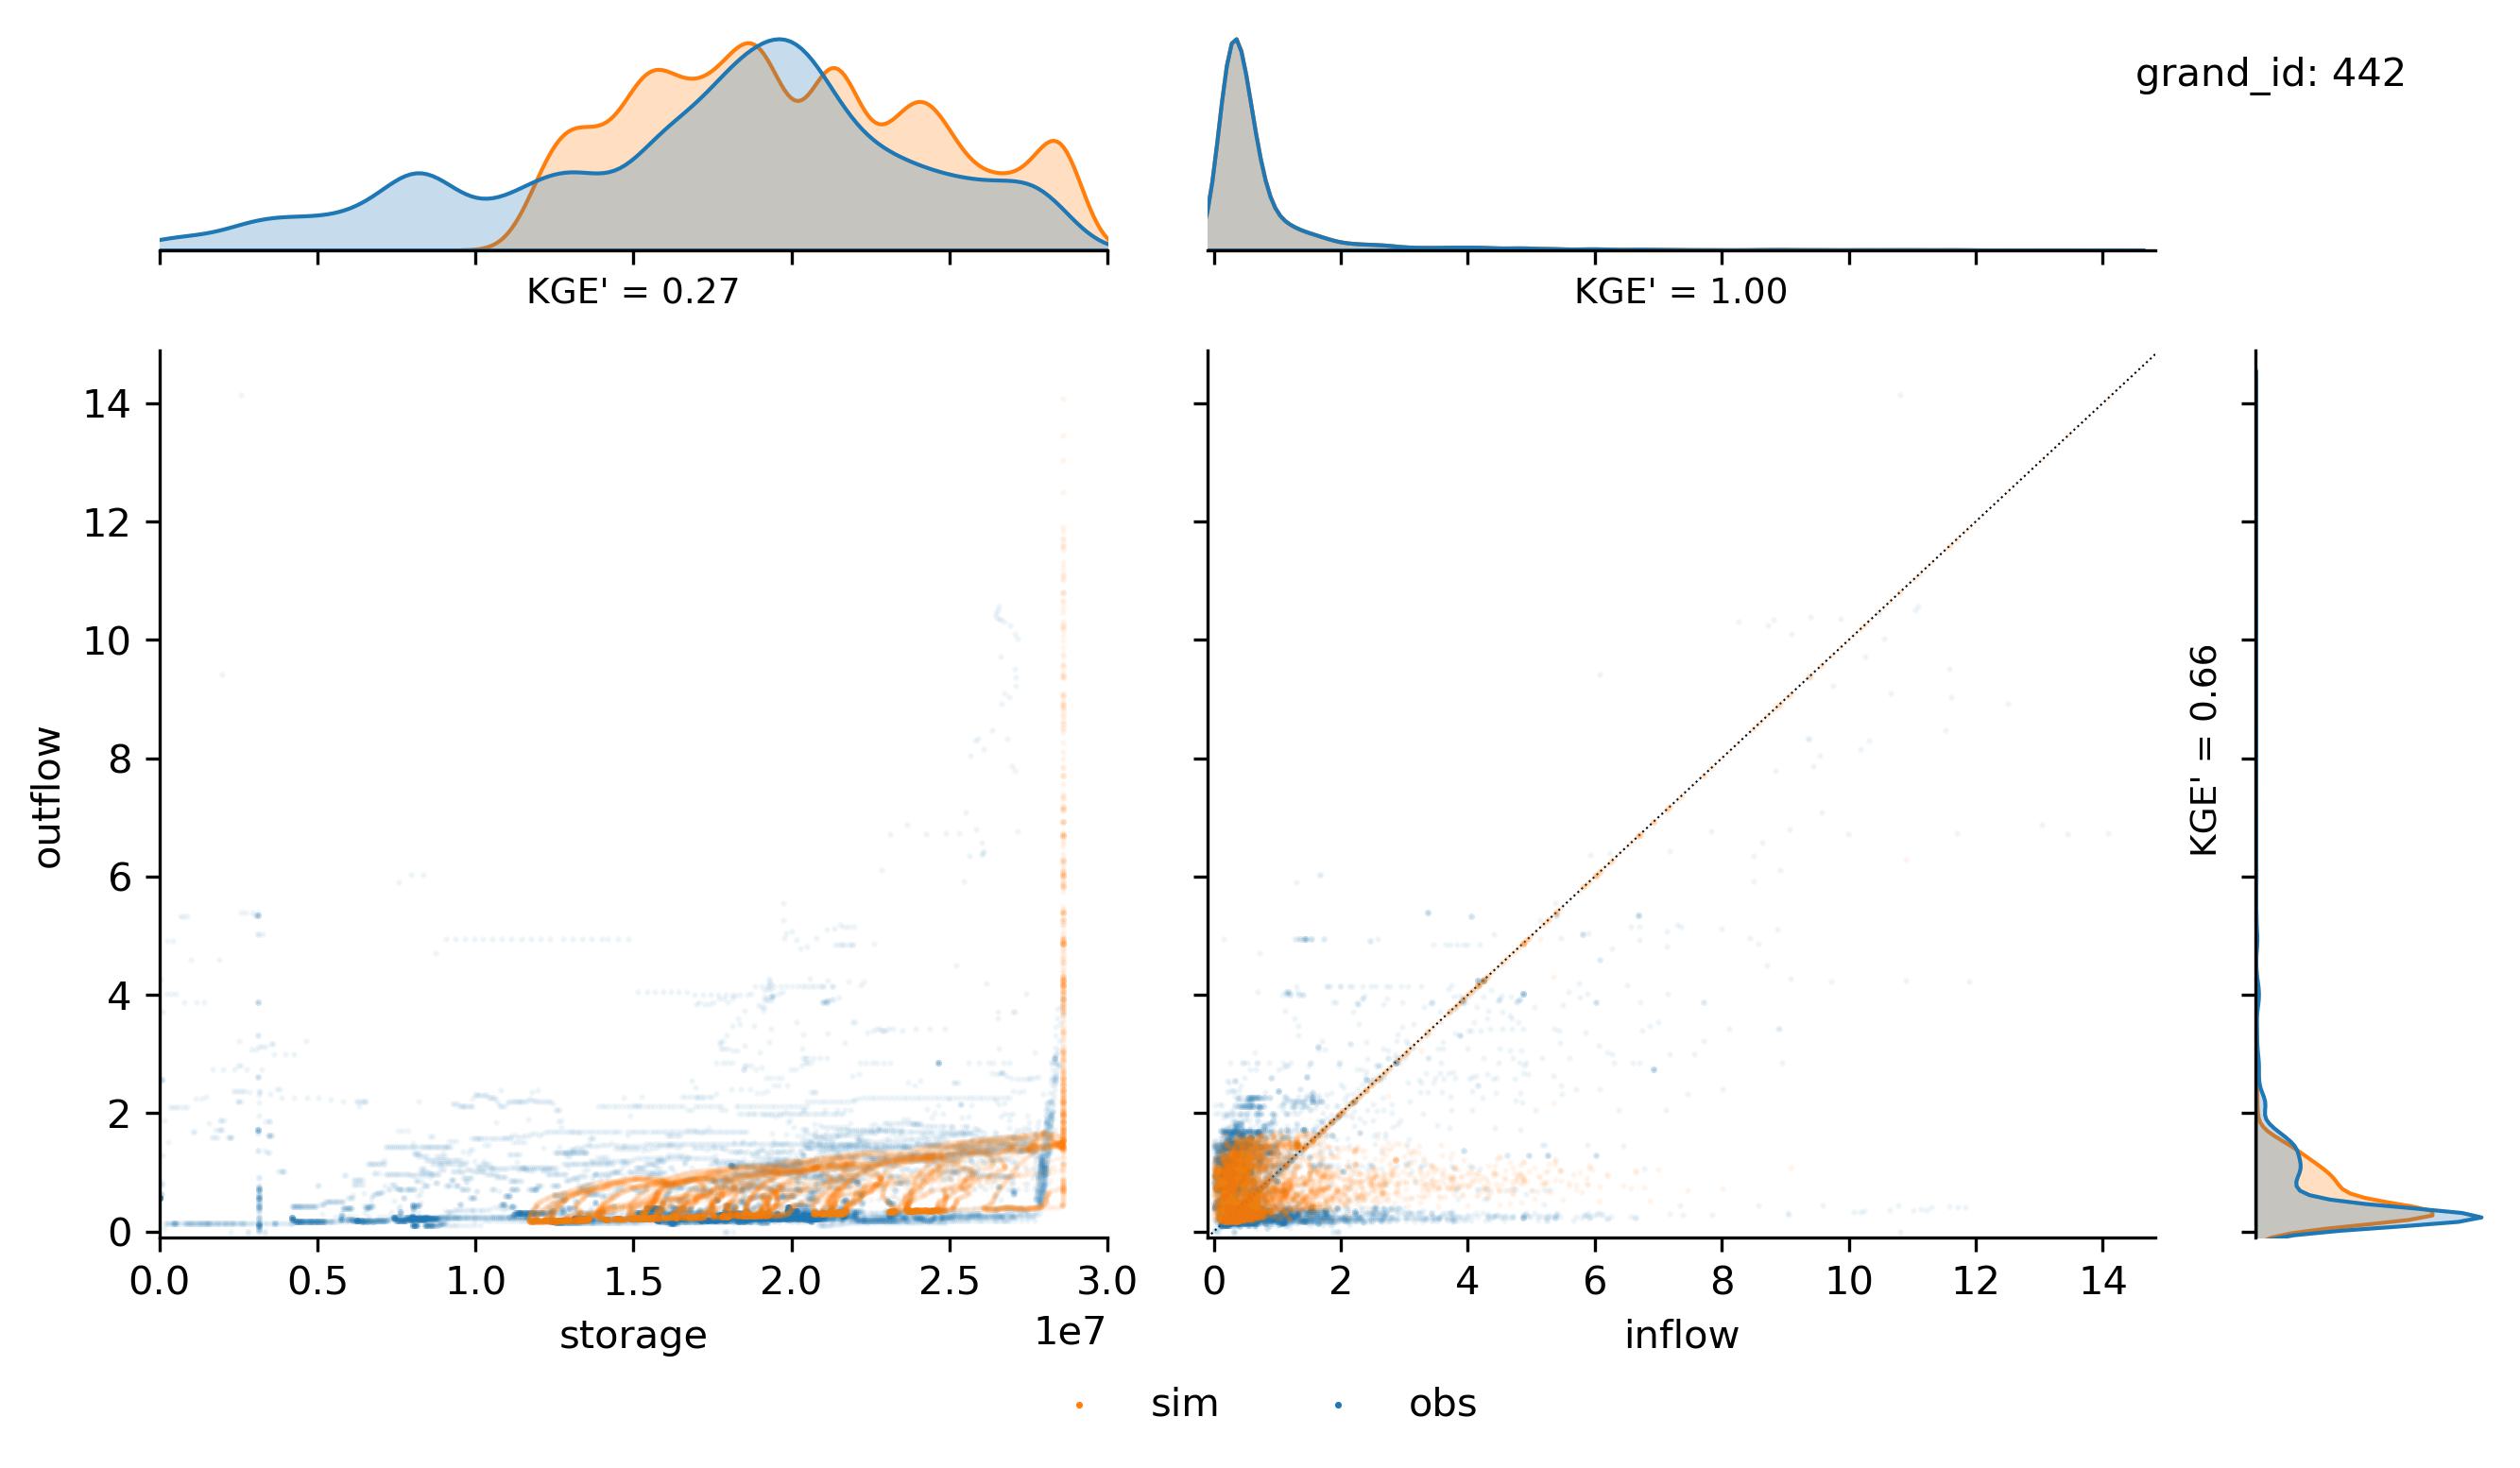 grand_id: 442
KGE' = 0.27
KGE' = 1.00
outflow
14
12
10
8
6
4
2
0
KGE' = 0.66
0.0 0.5 1.0 1.5 2.0 2.5 3.0
1e7
storage
0 2 4 6 8 10 12 14
inflow
sim obs